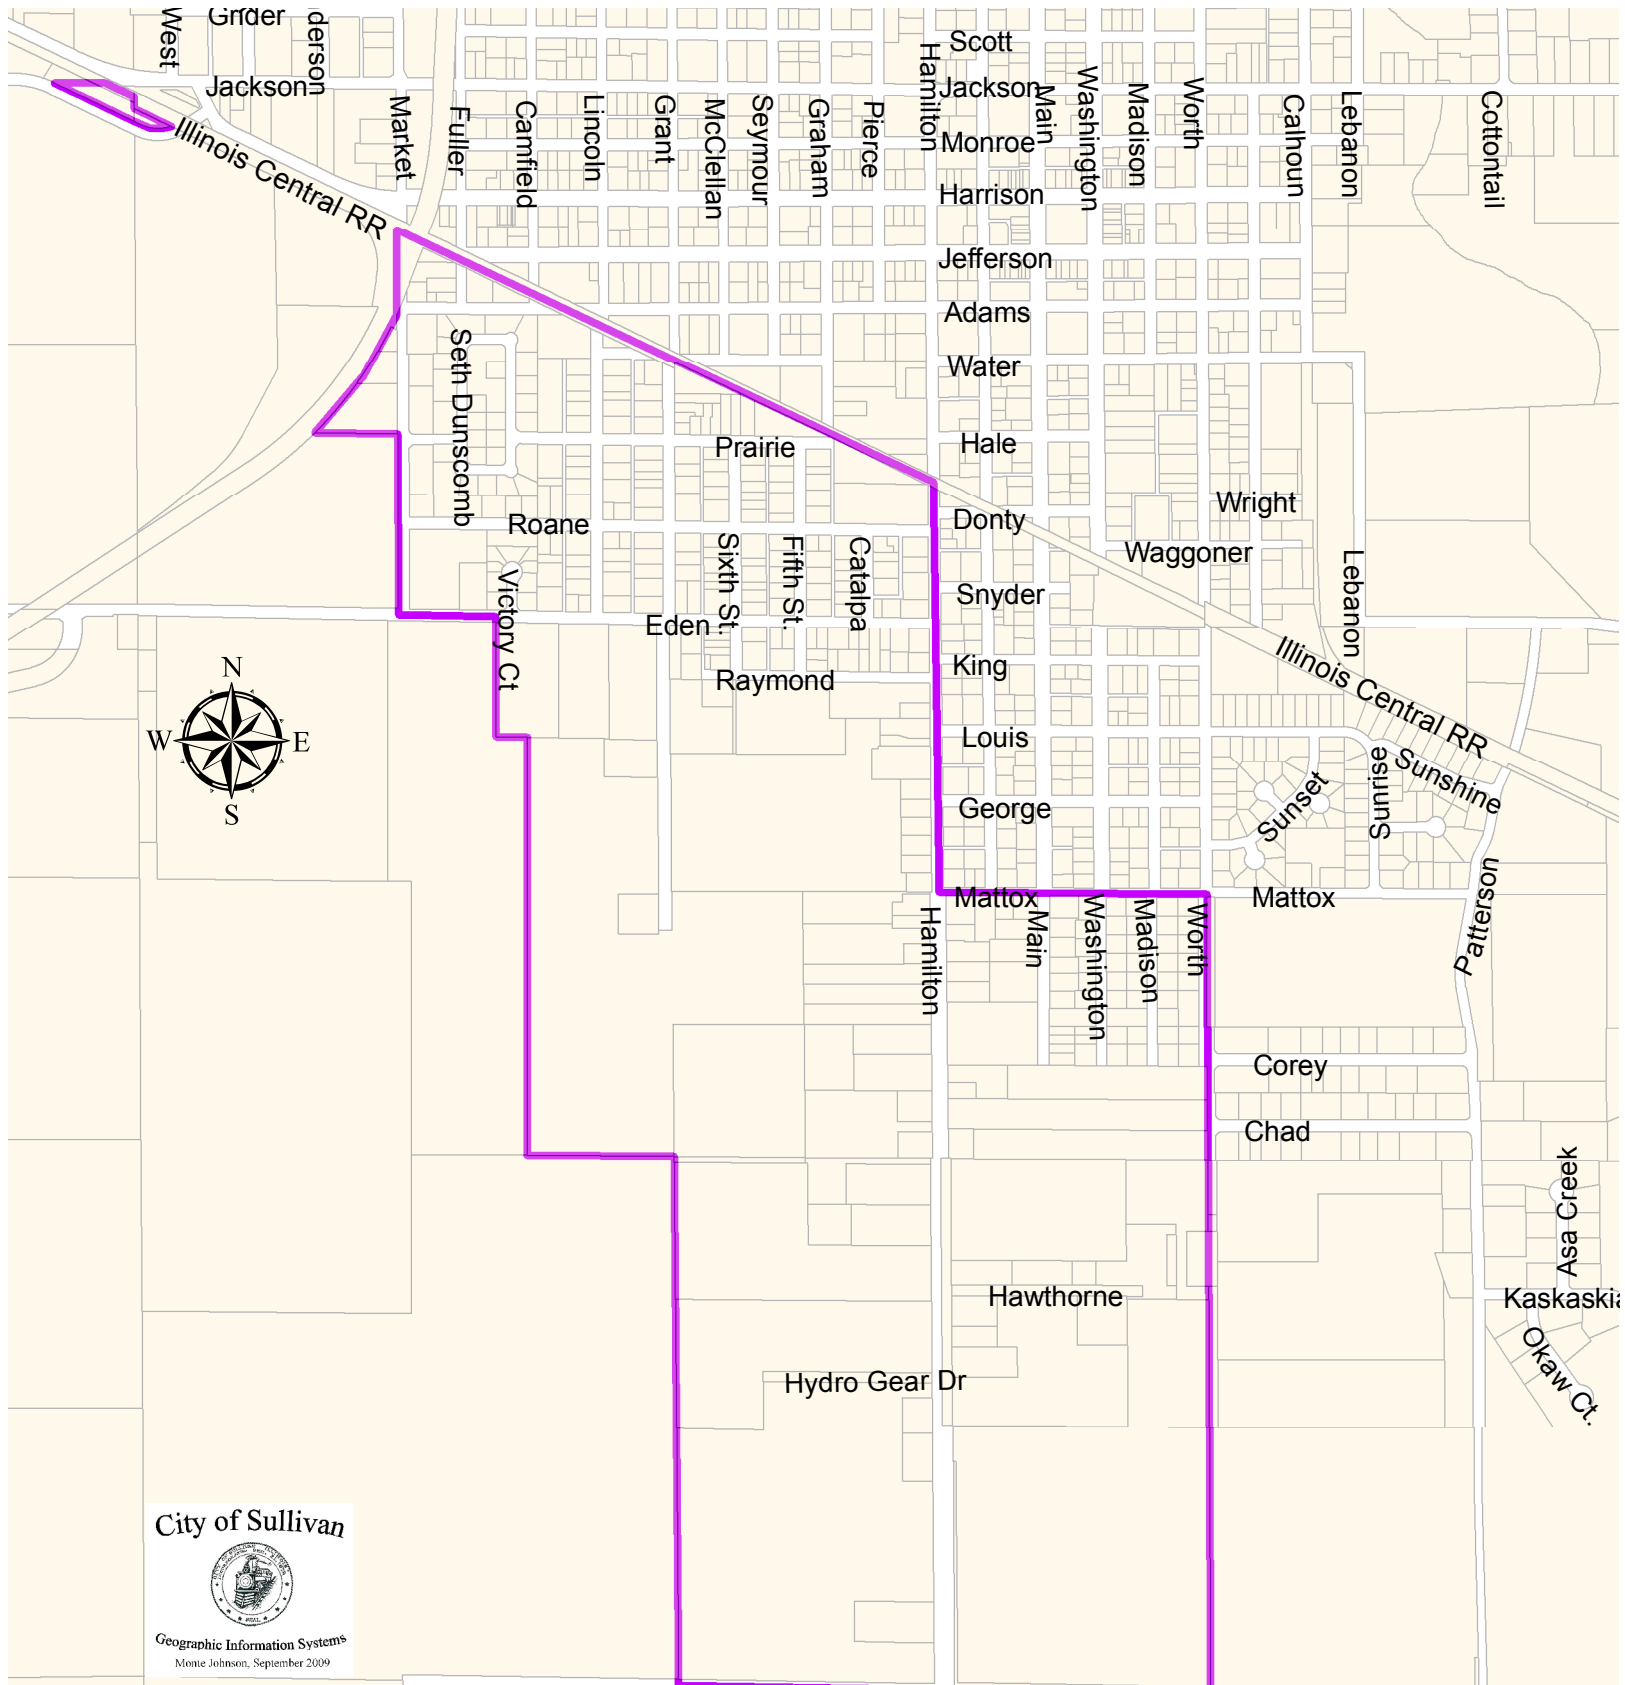 Grider
West
derson
Scott
Jackson
Jackson
Hamilton
Main
Washington
Madison
Worth
Calhoun
Lebanon
Cottontail
Market
Fuller
Camfield
Lincoln
Grant
McClellan
Seymour
Graham
Pierce
Illinois Central RR
Monroe
Harrison
Jefferson
Adams
Water
Seth Dunscomb
Prairie
Hale
Wright
Roane
Donty
Waggoner
Sixth St.
Fifth St.
Catalpa
Lebanon
Victory Ct
Snyder
Eden
King
Illinois Central RR
Raymond
N
W
E
S
Louis
Sunset
Sunrise
Sunshine
George
Mattox
Mattox
Patterson
Hamilton
Main
Washington
Madison
Worth
Corey
Chad
Asa Creek
Hawthorne
Kaskaskia
Okaw Ct.
Hydro Gear Dr
City of Sullivan
SEAL
Geographic Information Systems
Monte Johnson, September 2009